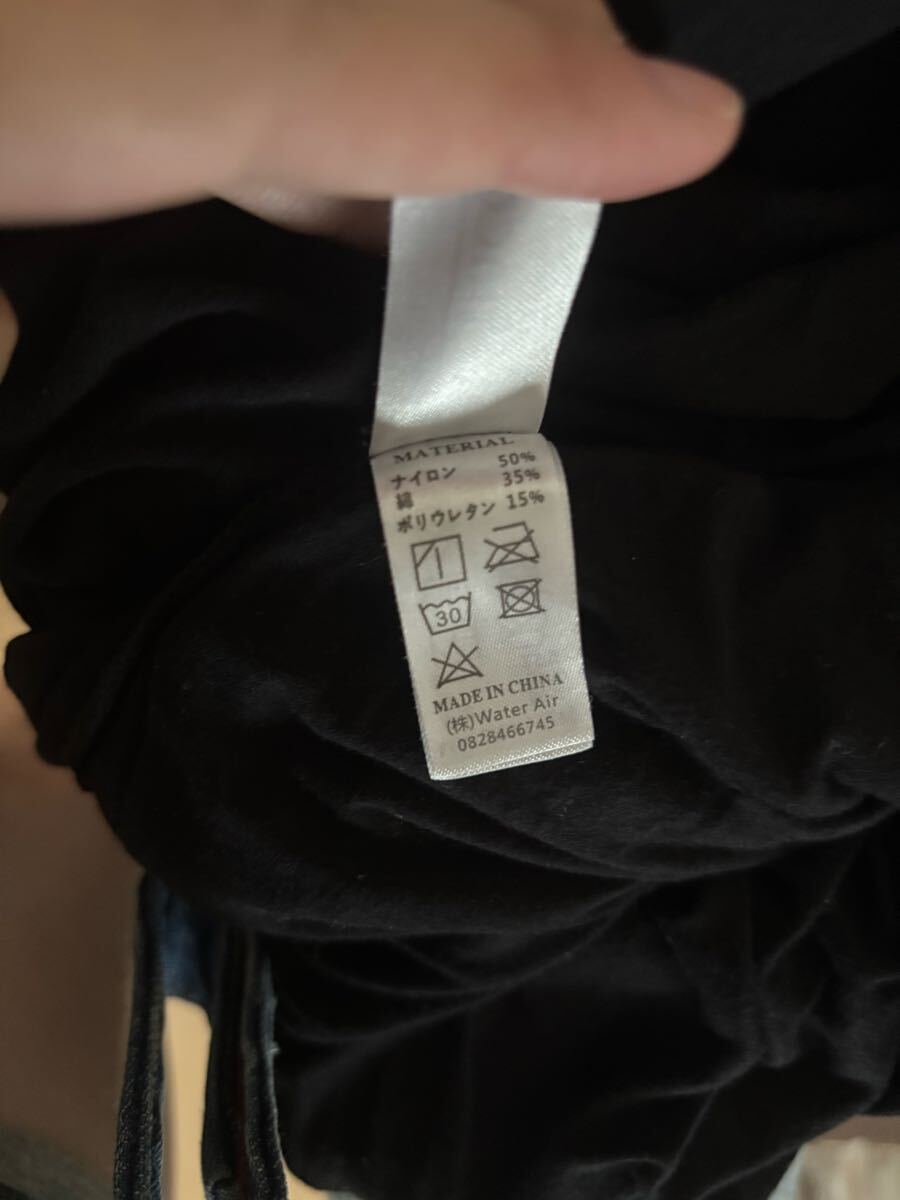 MATERIAL
ナイロン 50%
綿 35%
ポリウレタン 15%
30
MADE IN CHINA
(株)Water Air
0828466745